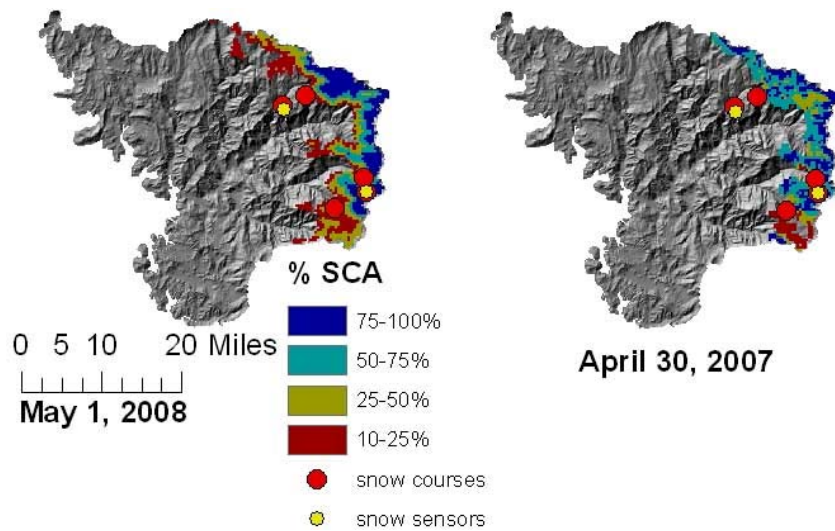 % SCA
75-100%
50-75%
25-50%
10-25%
snow courses
snow sensors
0 5 10 20 Miles
May 1, 2008
April 30, 2007